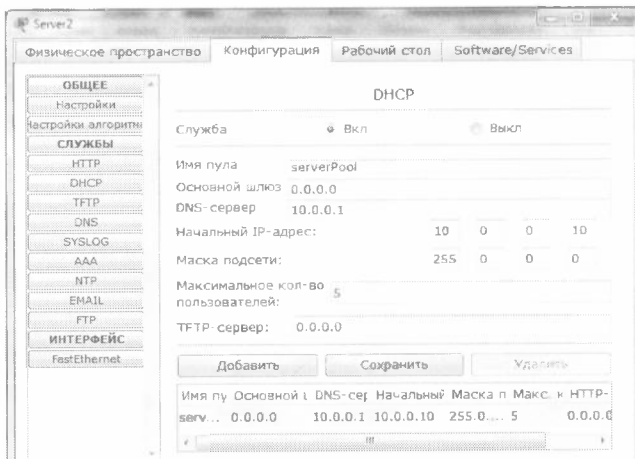 Server2
Физическое пространство Конфигурация Рабочий стол Software/Services
ОБЩЕЕ
Настройки
Настройки алгоритм
СЛУЖБЫ
HTTP
DHCP
TFTP
DNS
SYSLOG
AAA
NTP
EMAIL
FTP
ИНТЕРФЕЙС
FastEthernet
DHCP
Служба Вкл Выкл
Имя пула serverPool
Основной шлюз 0.0.0.0
DNS-сервер 10.0.0.1
Начальный IP-адрес: 10 0 0 10
Маска подсети: 255 0 0 0
Максимальное кол-во 5
пользователей:
TFTP-сервер: 0.0.0.0
Добавить Сохранить Удалить
Имя пу Основной ш DNS-сер Начальный Маска п Макс. к HTTP-
serv... 0.0.0.0 10.0.0.1 10.0.0.10 255.0.... 5 0.0.0.0